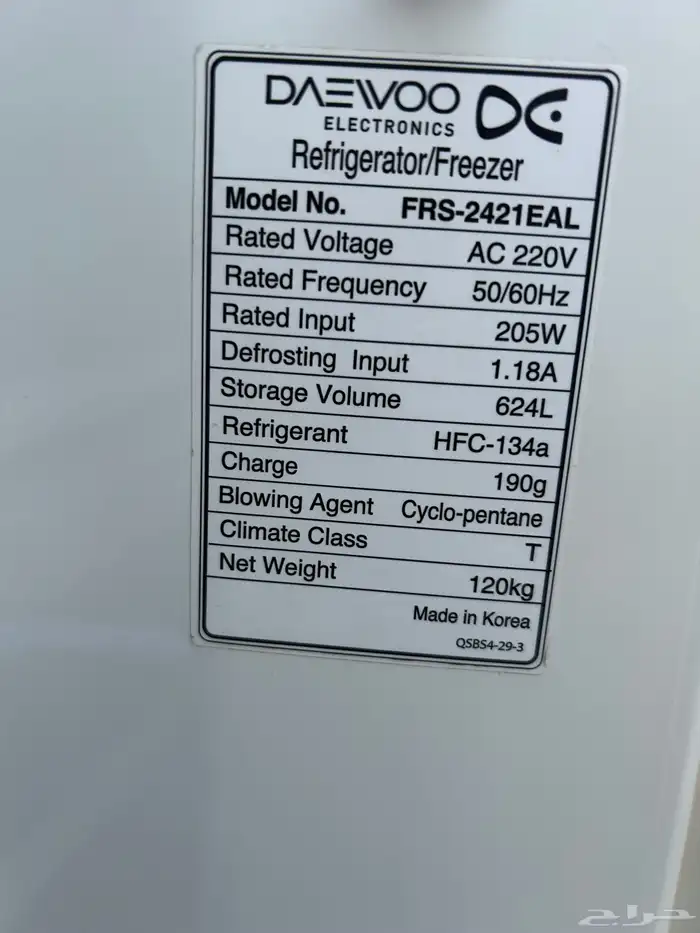 DAEWOO
ELECTRONICS
Refrigerator/Freezer
Model No. FRS-2421EAL
Rated Voltage AC 220V
Rated Frequency 50/60Hz
Rated Input 205W
Defrosting Input 1.18A
Storage Volume 624L
Refrigerant HFC-134a
Charge 190g
Blowing Agent Cyclo-pentane
Climate Class T
Net Weight 120kg
Made in Korea
QSBS4-29-3
حراج